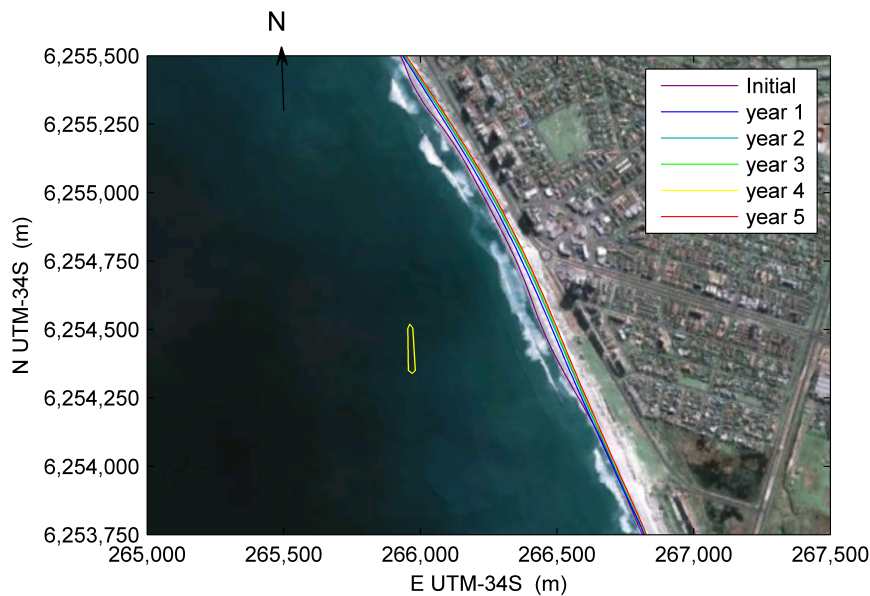 N
6,255,500
6,255,250
6,255,000
6,254,750
6,254,500
6,254,250
6,254,000
6,253,750
N UTM-34S (m)
Initial
year 1
year 2
year 3
year 4
year 5
265,000
265,500
266,000
266,500
267,000
267,500
E UTM-34S (m)